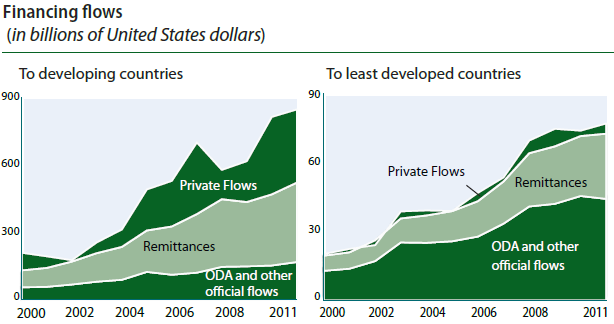 Financing flows
(in billions of United States dollars)
To developing countries
900
600
300
0
Private Flows
Remittances
ODA and other
official flows
2000 2002 2004 2006 2008 2011
To least developed countries
90
60
30
0
Private Flows
Remittances
ODA and other
official flows
2000 2002 2004 2006 2008 2011